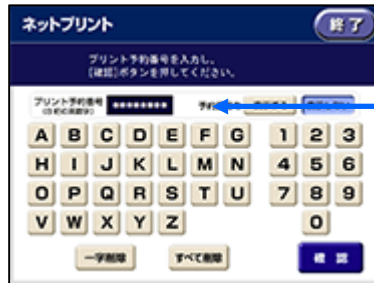 ネットプリント
終了
プリント予約番号を入力し、
[確認]ボタンを押してください。
プリント予約番号 ********
A B C D E F G 1 2 3
H I J K L M N 4 5 6
O P Q R S T U 7 8 9
V W X Y Z 0
一字削除 すべて削除 確認